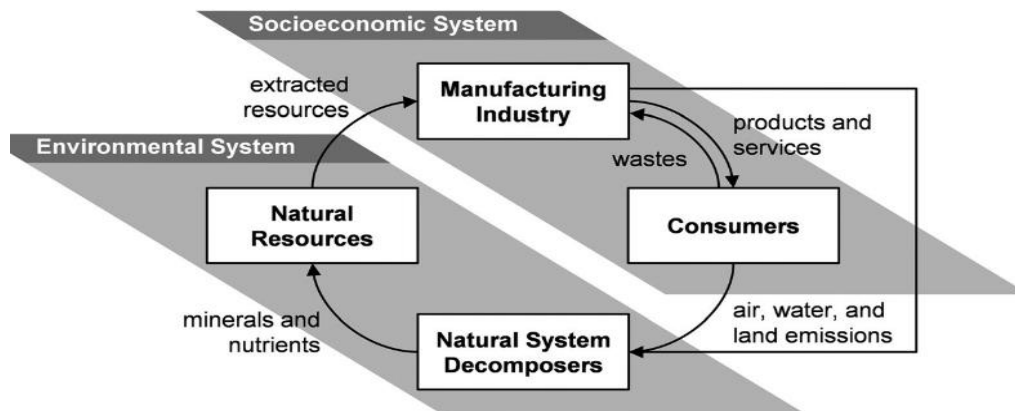 Socioeconomic System
Manufacturing
Industry
extracted
resources
products and
services
wastes
Environmental System
Natural
Resources
Consumers
air, water, and
land emissions
minerals and
nutrients
Natural System
Decomposers